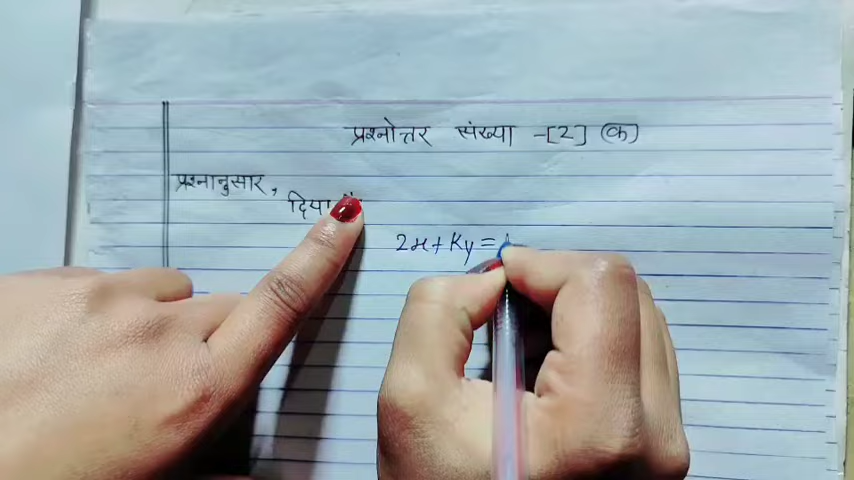 प्रश्नोत्तर संख्या -[2] (क)
प्रश्नानुसार,
दिया
2x+Ky=